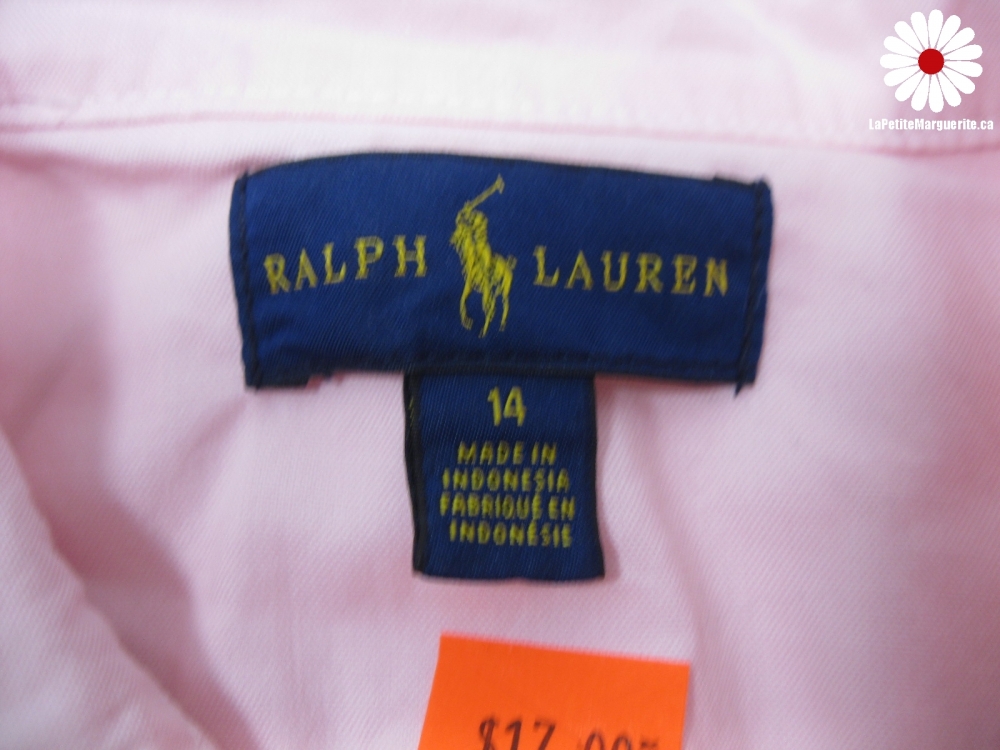 LaPetiteMarguerite.ca
RALPH LAUREN
14
MADE IN
INDONESIA
FABRIQUÉ EN
INDONÉSIE